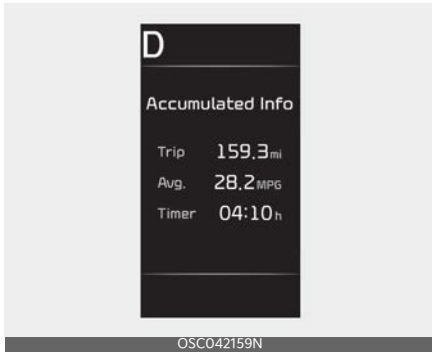 D
Accumulated Info
Trip 159.3mi
Avg. 28.2MPG
Timer 04:10h
OSC042159N